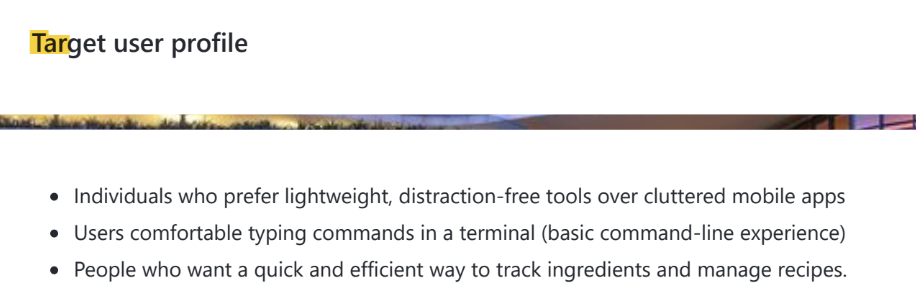 Target user profile
Individuals who prefer lightweight, distraction-free tools over cluttered mobile apps
Users comfortable typing commands in a terminal (basic command-line experience)
People who want a quick and efficient way to track ingredients and manage recipes.